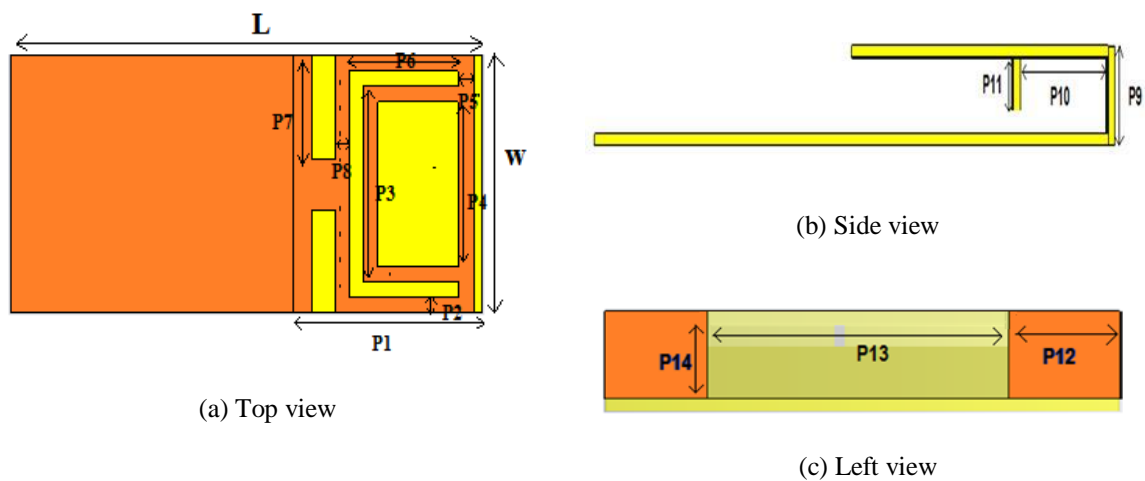 L
P6
P5
P7
W
P8
P3
P4
P2
P1
(a) Top view
P11
P10
P9
(b) Side view
P14
P13
P12
(c) Left view